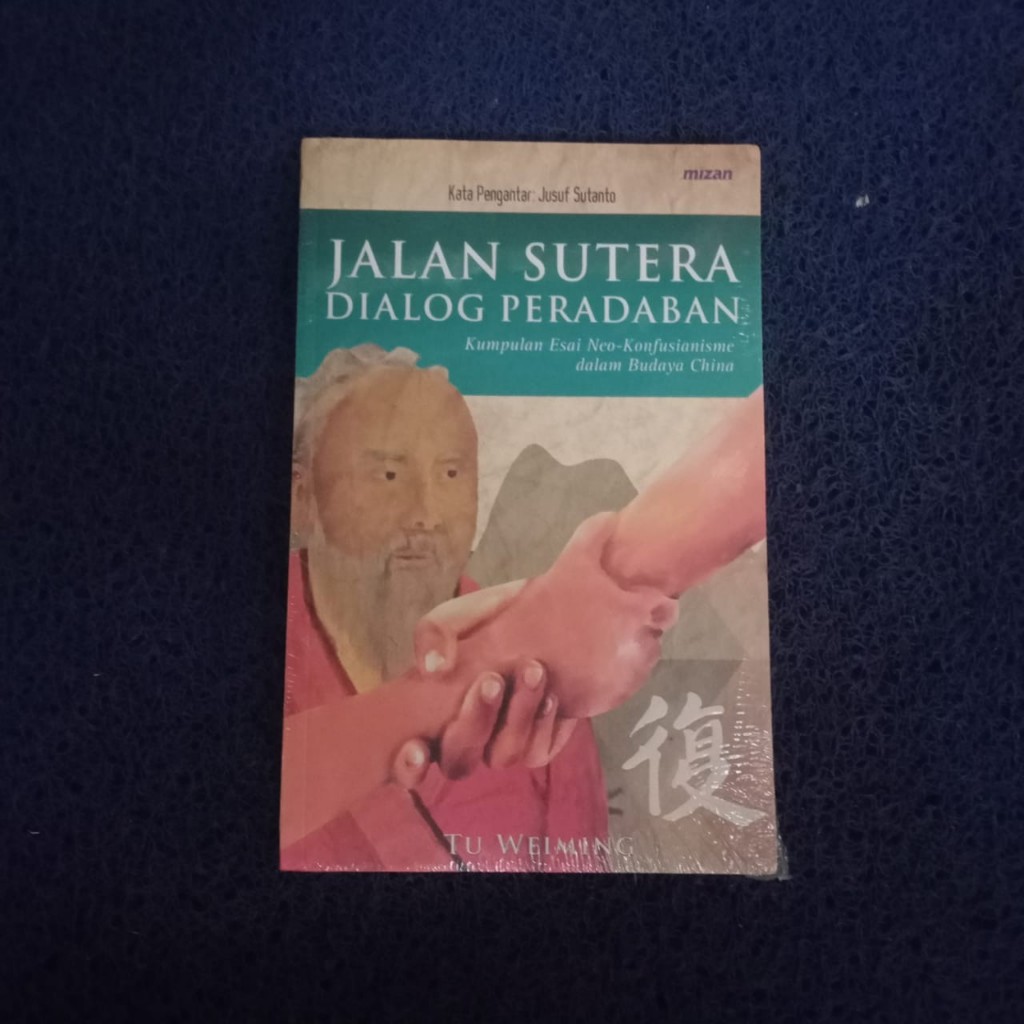 mizan
Kata Pengantar: Jusuf Sutanto
JALAN SUTERA
DIALOG PERADABAN
Kumpulan Esai Neo-Konfusianisme
dalam Budaya China
復
TU WEIMING